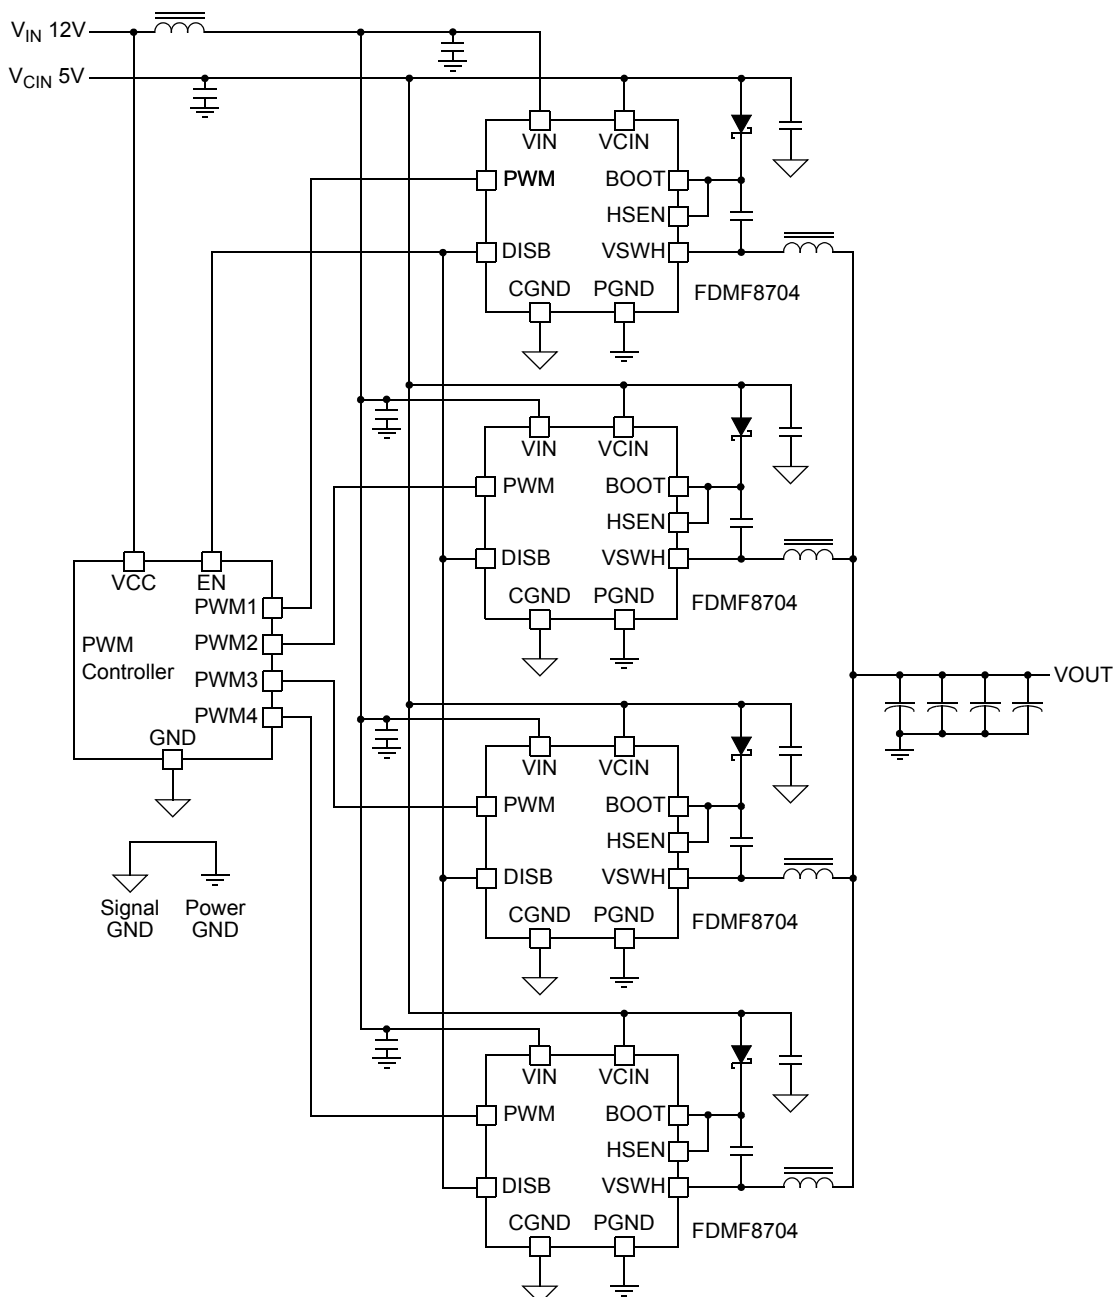 VIN 12V
VCIN 5V
VIN
VCIN
PWM
BOOT
HSEN
DISB
VSWH
CGND
PGND
FDMF8704
VIN
VCIN
PWM
BOOT
HSEN
DISB
VSWH
CGND
PGND
FDMF8704
VCC
EN
PWM1
PWM2
PWM3
PWM4
PWM
Controller
GND
Signal
GND
Power
GND
VIN
VCIN
PWM
BOOT
HSEN
DISB
VSWH
CGND
PGND
FDMF8704
VOUT
VIN
VCIN
PWM
BOOT
HSEN
DISB
VSWH
CGND
PGND
FDMF8704